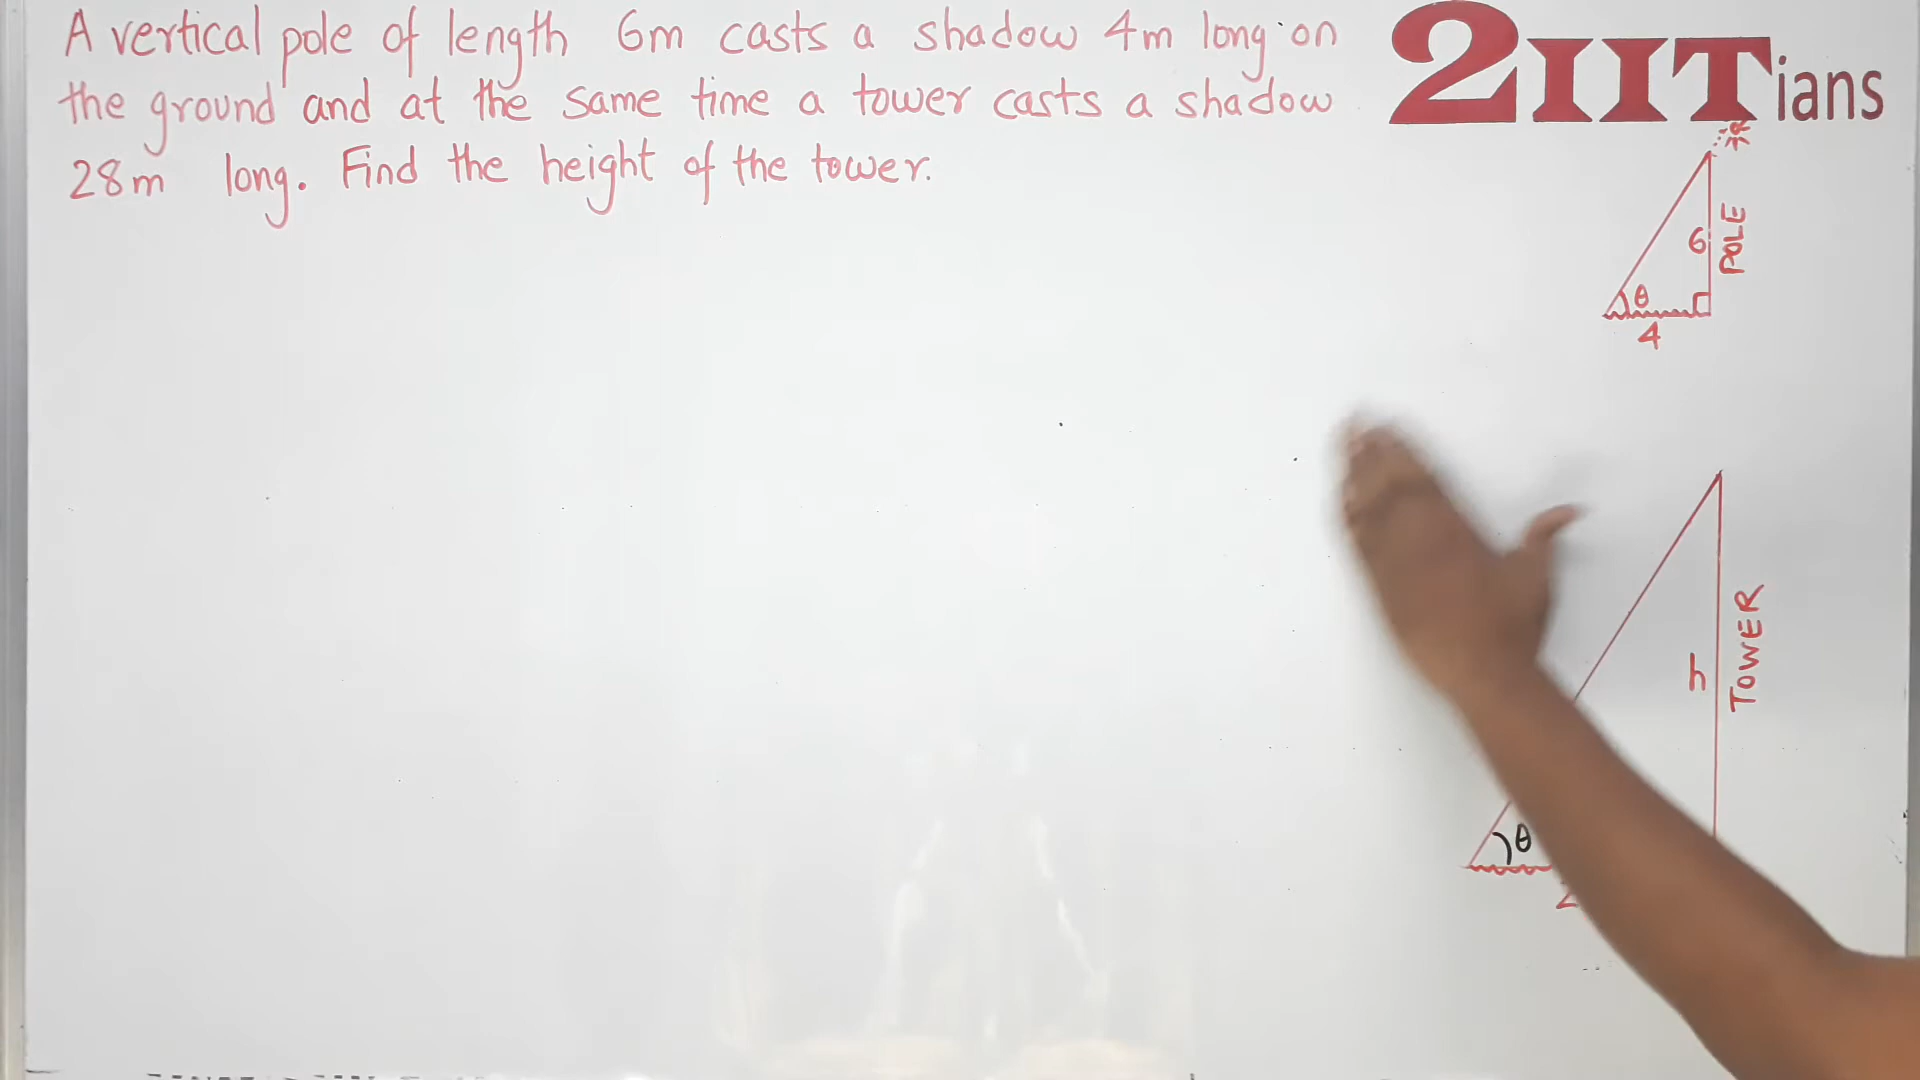 A vertical pole of length 6m casts a shadow 4m long on
the ground and at the same time a tower casts a shadow
28m long. Find the height of the tower.
2IITians
6
POLE
θ
4
h
TOWER
θ
2